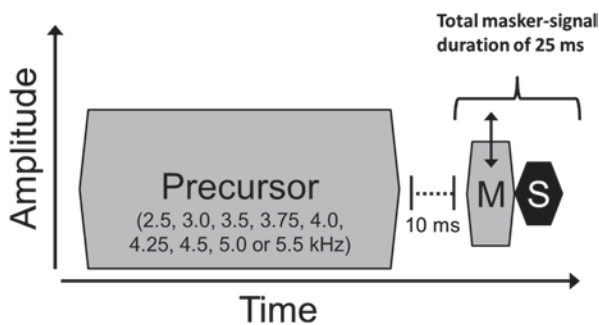 Total masker-signal
duration of 25 ms
Amplitude
Precursor
(2.5, 3.0, 3.5, 3.75, 4.0,
4.25, 4.5, 5.0 or 5.5 kHz)
M
S
10 ms
Time